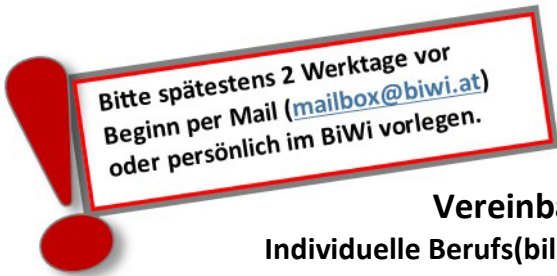 Bitte spätestens 2 Werktage vor
Beginn per Mail (mailbox@biwi.at)
oder persönlich im BiWi vorlegen.
Vereinba
Individuelle Berufs(bil